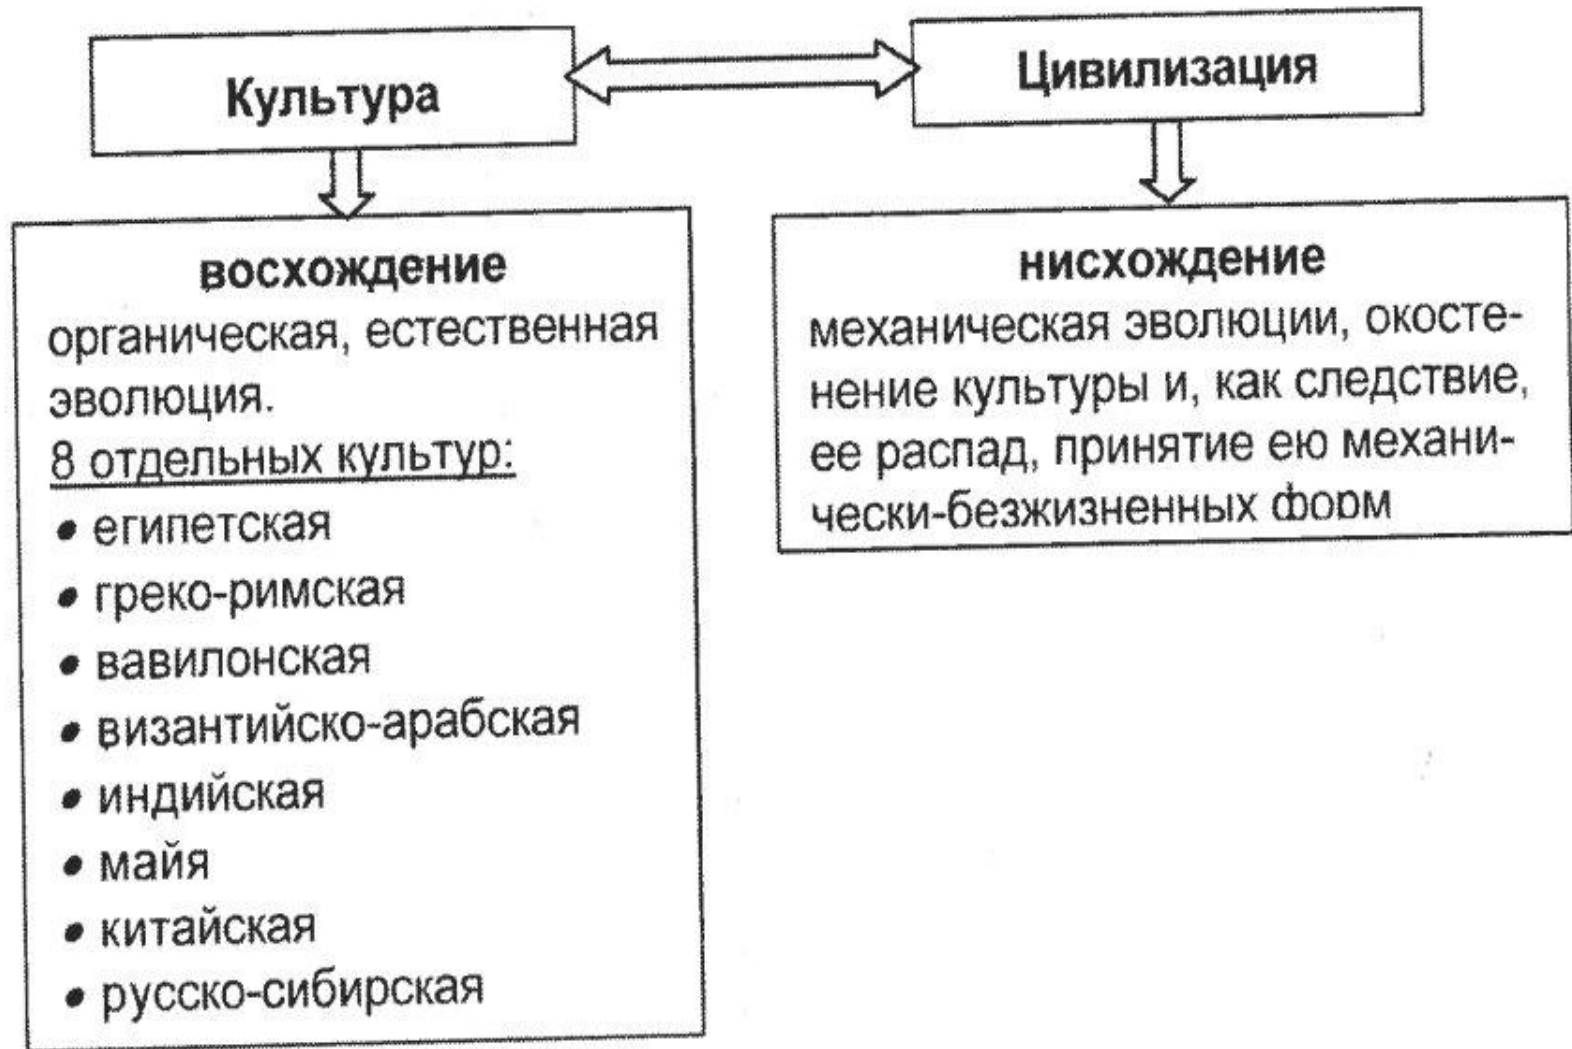 Культура
Цивилизация
восхождение
органическая, естественная
эволюция.
8 отдельных культур:
• египетская
• греко-римская
• вавилонская
• византийско-арабская
• индийская
• майя
• китайская
• русско-сибирская
нисхождение
механическая эволюции, окосте-
нение культуры и, как следствие,
ее распад, принятие ею механи-
чески-безжизненных форм